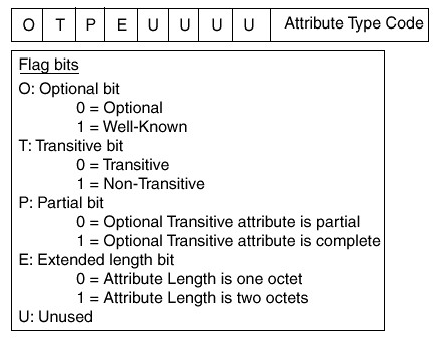 O T P E U U U U Attribute Type Code
Flag bits
O: Optional bit
0 = Optional
1 = Well-Known
T: Transitive bit
0 = Transitive
1 = Non-Transitive
P: Partial bit
0 = Optional Transitive attribute is partial
1 = Optional Transitive attribute is complete
E: Extended length bit
0 = Attribute Length is one octet
1 = Attribute Length is two octets
U: Unused